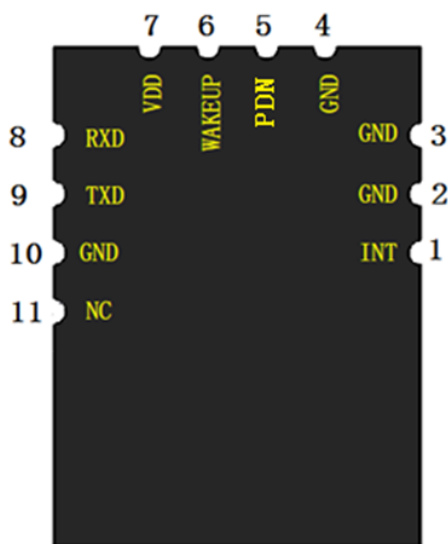 7 6 5 4
VDD WAKEUP PDN GND
8 RXD GND 3
9 TXD GND 2
10 GND INT 1
11 NC